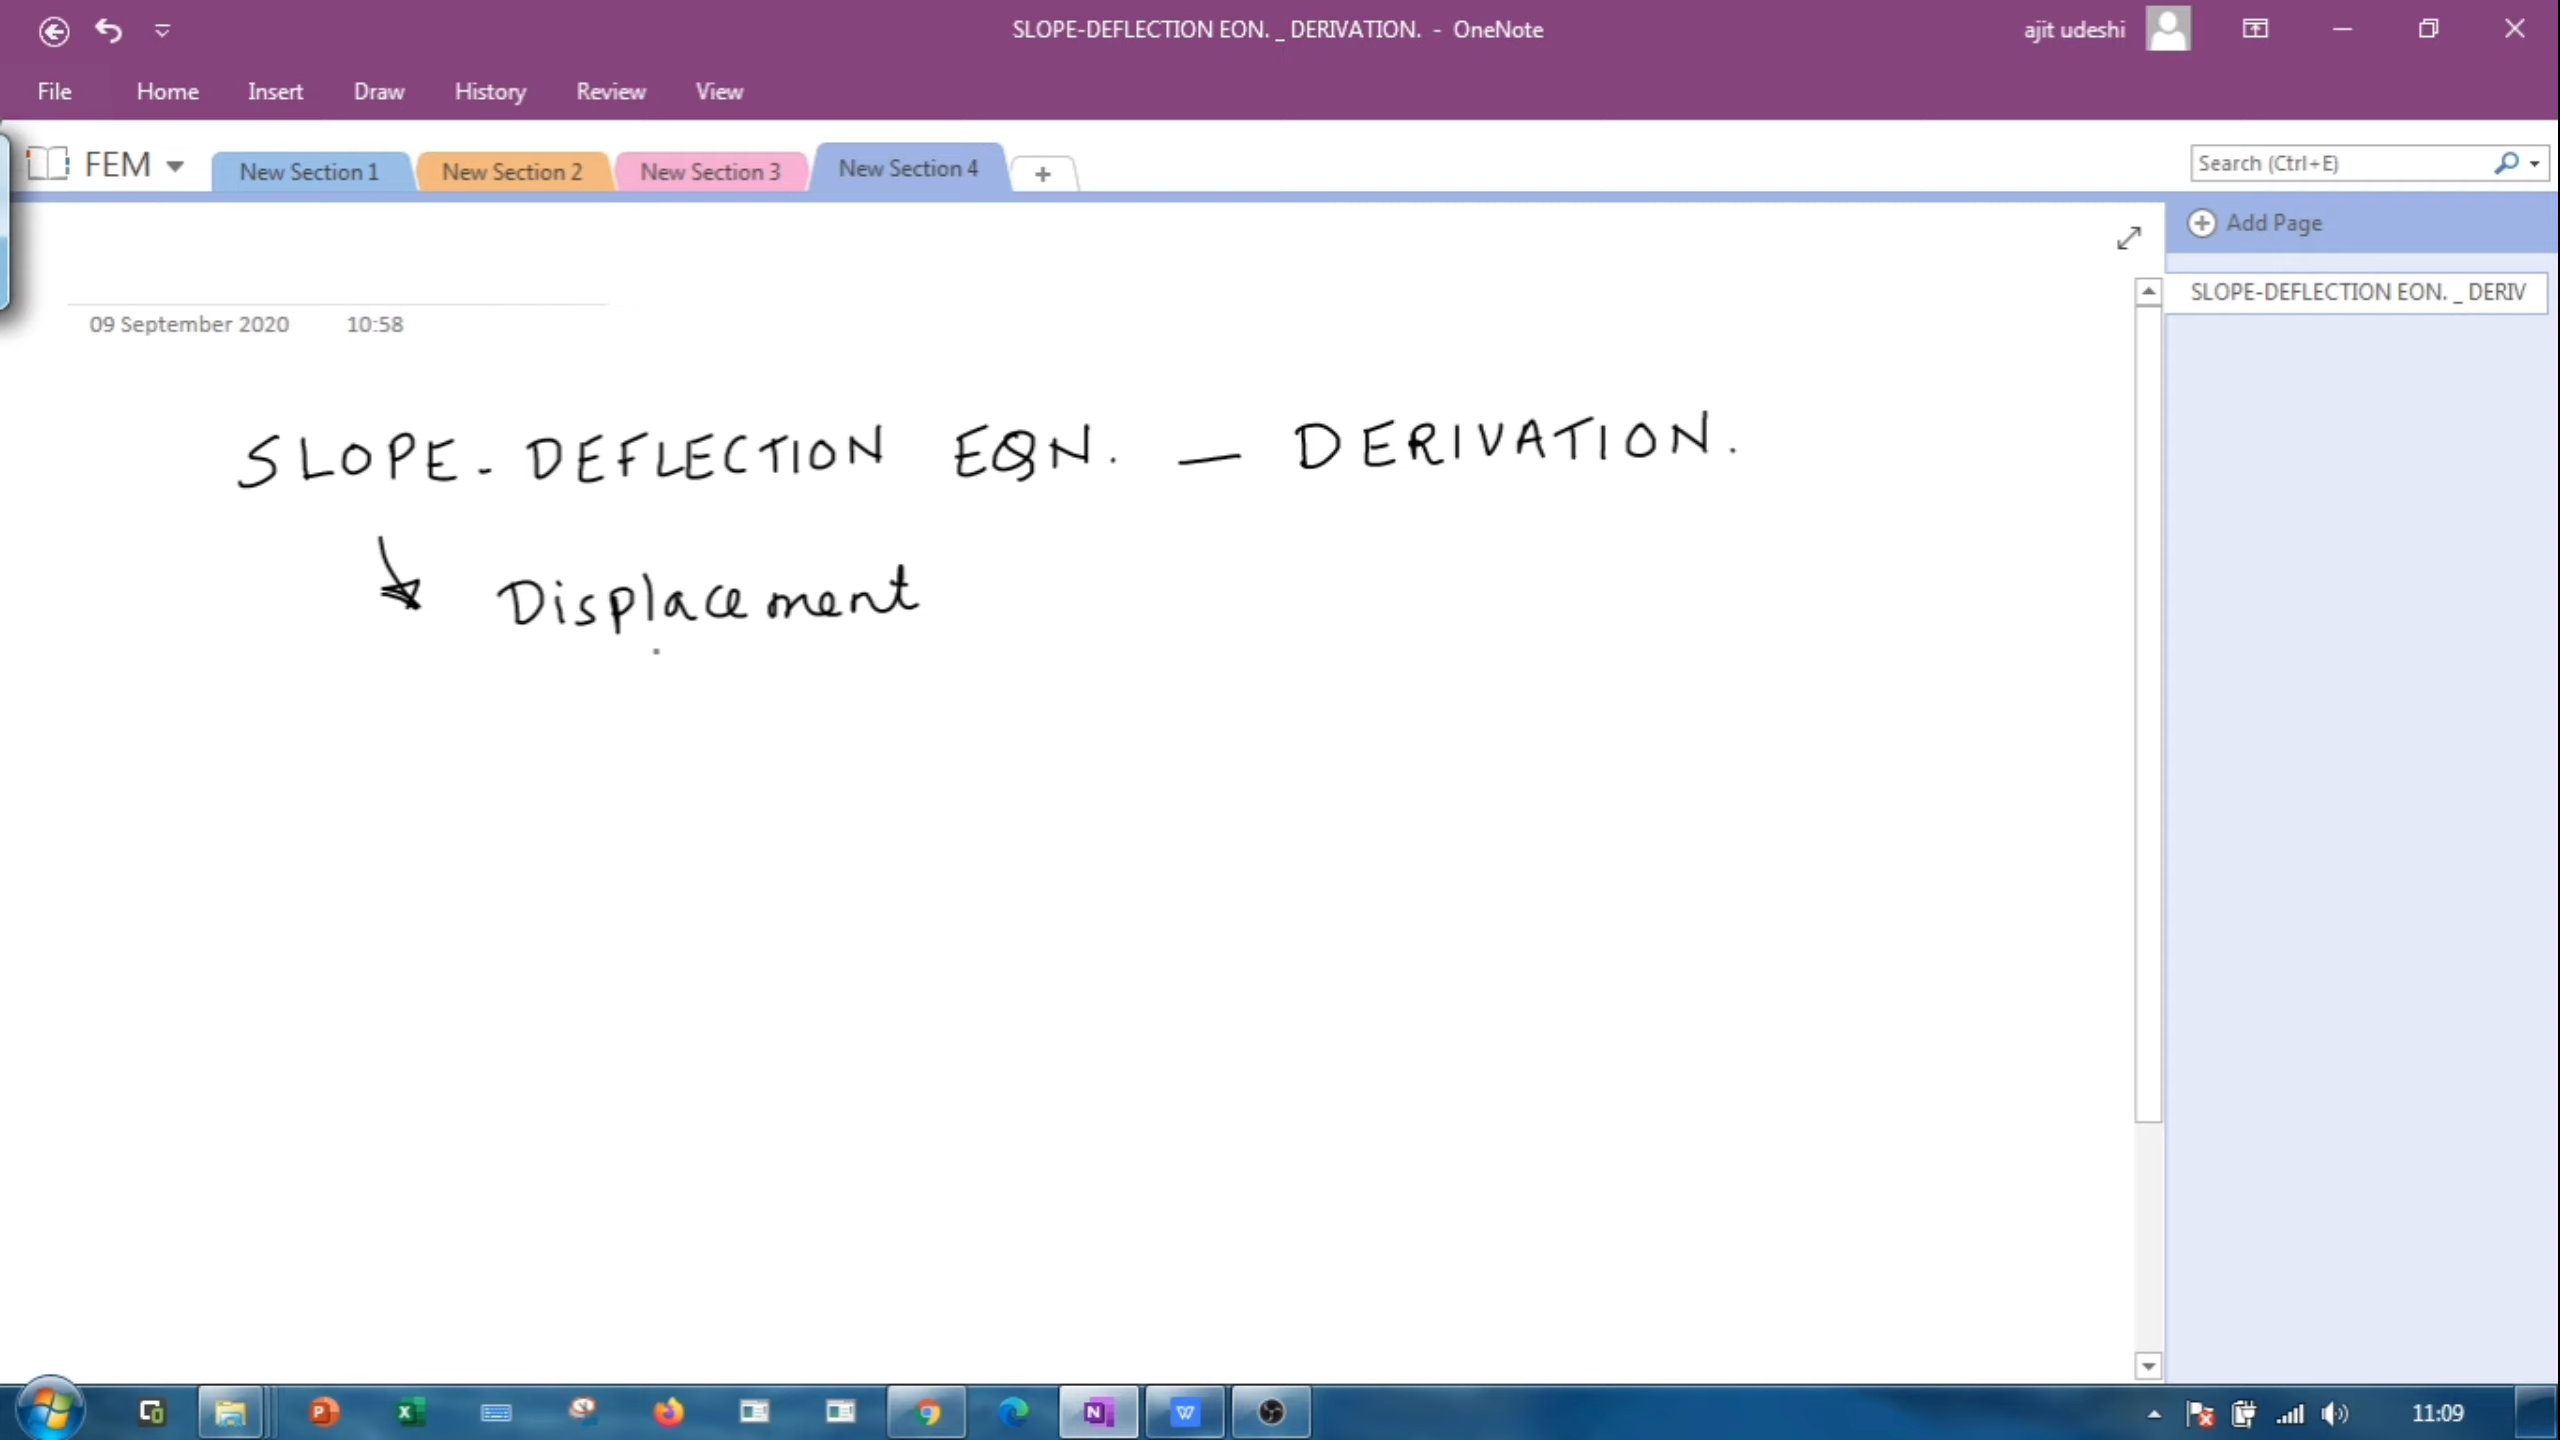 SLOPE-DEFLECTION EON. _ DERIVATION. - OneNote
ajit udeshi
File Home Insert Draw History Review View
FEM New Section 1 New Section 2 New Section 3 New Section 4 +
Search (Ctrl+E)
Add Page
SLOPE-DEFLECTION EON. _ DERIV
09 September 2020 10:58
SLOPE-DEFLECTION EQN. — DERIVATION.
Displacement
11:09